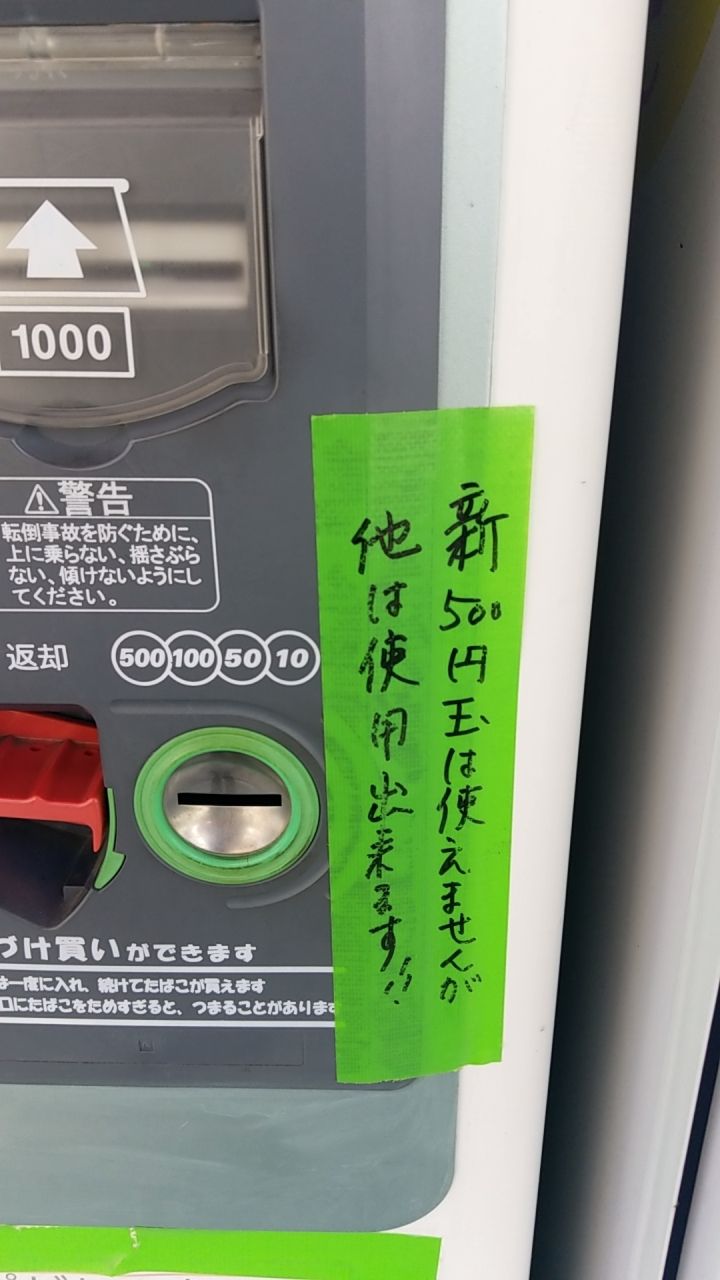 1000
警告
転倒事故を防ぐために、
上に乗らない、揺さぶら
ない、傾けないようにし
てください。
返却
500 100 50 10
新500円玉は使えませんが
他は使用出来ます!!
づけ買いができます
は一度に入れ、続けてたばこが買えます
口にたばこをためすぎると、つまることがあります